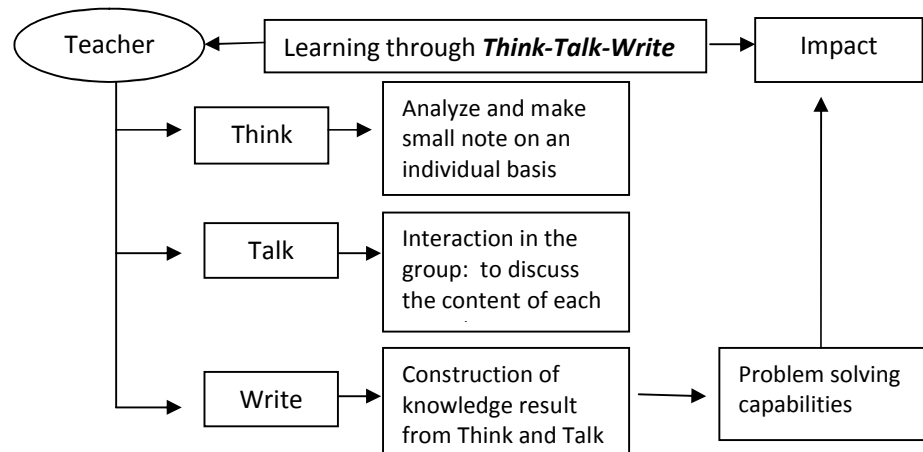 Teacher
Learning through Think-Talk-Write
Impact
Think
Analyze and make
small note on an
individual basis
Talk
Interaction in the
group: to discuss
the content of each
Write
Construction of
knowledge result
from Think and Talk
Problem solving
capabilities